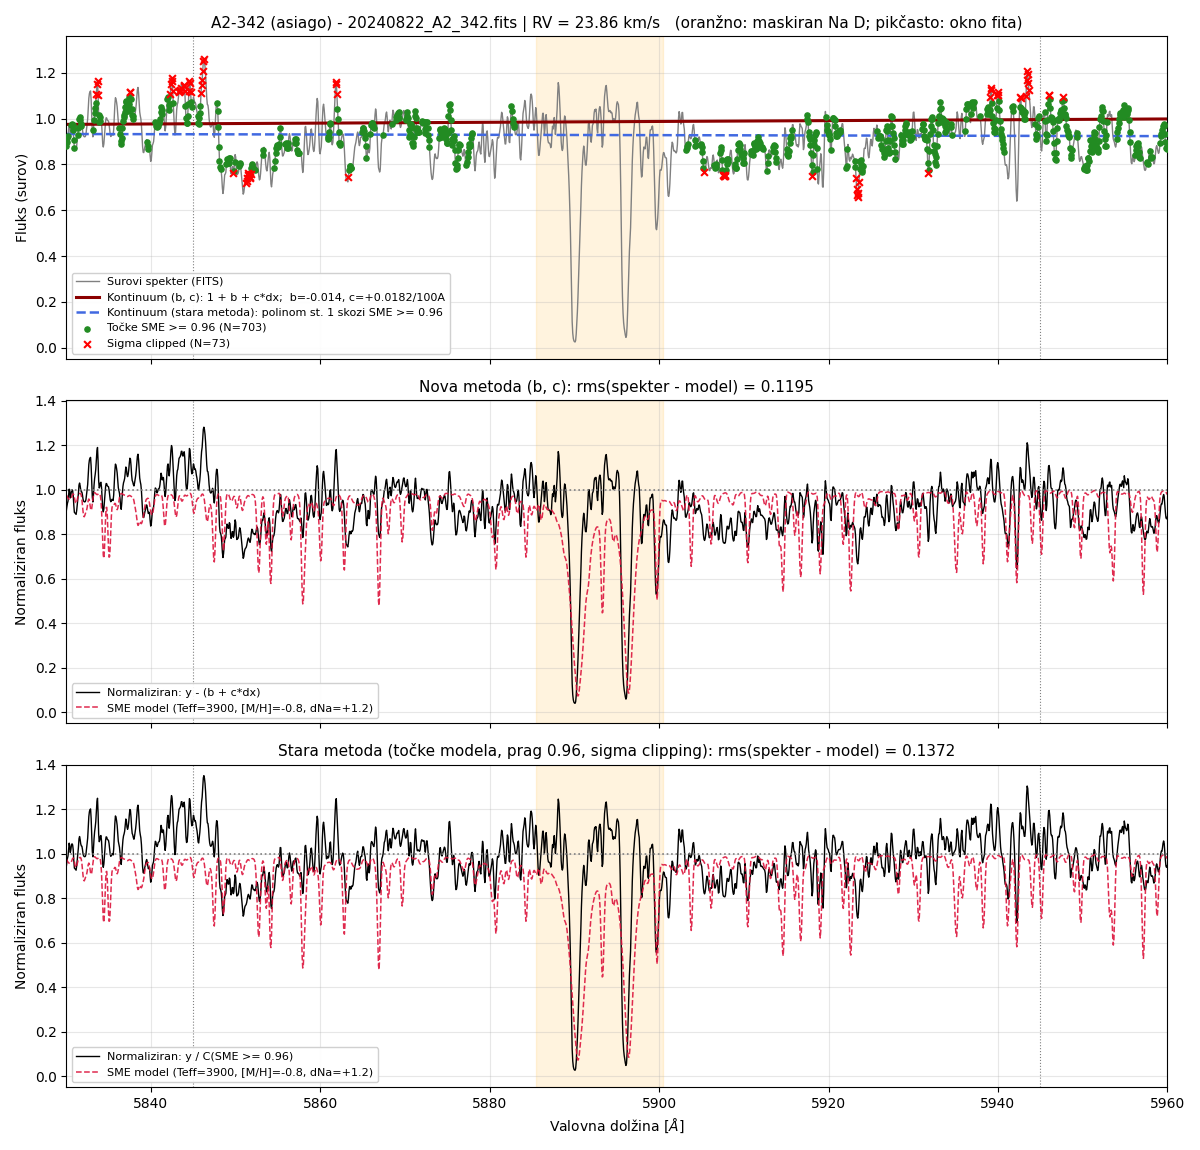 A2-342 (asiago) - 20240822_A2_342.fits | RV = 23.86 km/s (oranžno: maskiran Na D; pikčasto: okno fita)
1.2
1.0
0.8
0.6
0.4
0.2
0.0
Fluks (surov)
Surovi spekter (FITS)
Kontinuum (b, c): 1 + b + c*dx; b=-0.014, c=+0.0182/100A
Kontinuum (stara metoda): polinom st. 1 skozi SME >= 0.96
Točke SME >= 0.96 (N=703)
Sigma clipped (N=73)
Nova metoda (b, c): rms(spekter - model) = 0.1195
1.4
1.2
1.0
0.8
0.6
0.4
0.2
0.0
Normaliziran fluks
Normaliziran: y - (b + c*dx)
SME model (Teff=3900, [M/H]=-0.8, dNa=+1.2)
Stara metoda (točke modela, prag 0.96, sigma clipping): rms(spekter - model) = 0.1372
1.4
1.2
1.0
0.8
0.6
0.4
0.2
0.0
Normaliziran fluks
Normaliziran: y / C(SME >= 0.96)
SME model (Teff=3900, [M/H]=-0.8, dNa=+1.2)
5840 5860 5880 5900 5920 5940 5960
Valovna dolžina [Å]